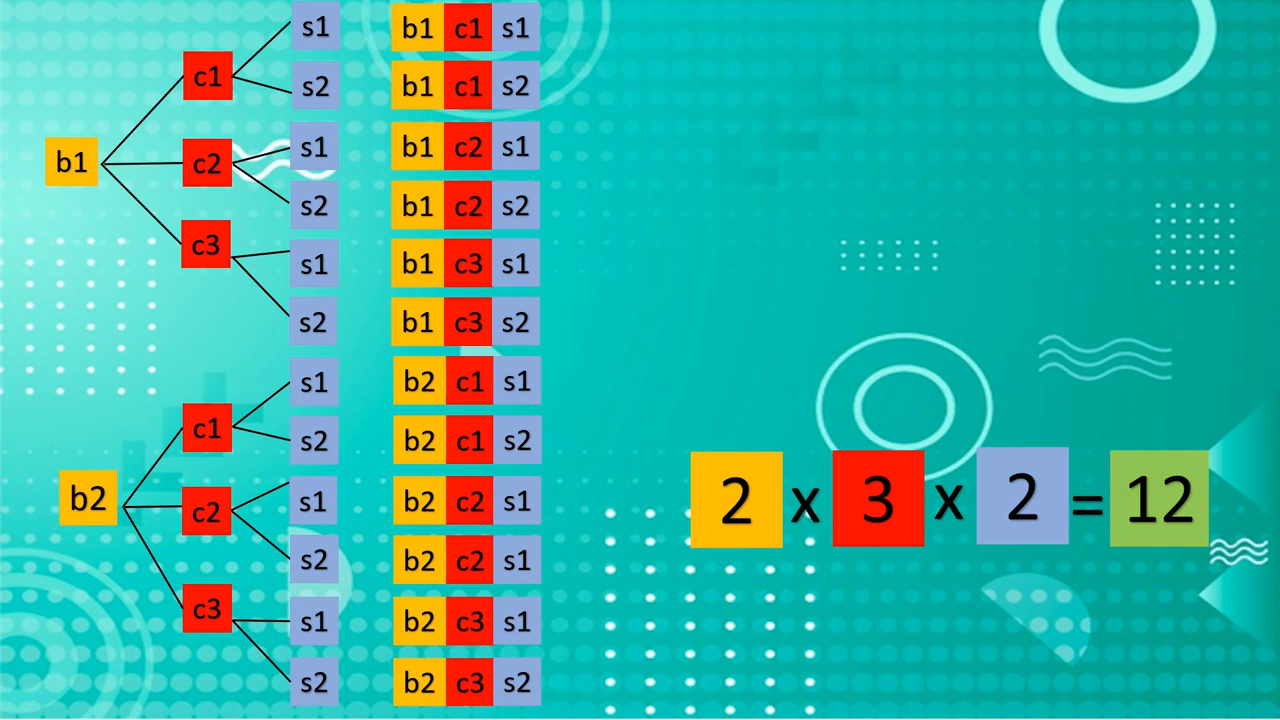 s1 b1 c1 s1
c1
s2 b1 c1 s2
b1 c2 s1 b1 c2 s1
s2 b1 c2 s2
c3
s1 b1 c3 s1
s2 b1 c3 s2
s1 b2 c1 s1
c1
s2 b2 c1 s2
b2 c2 s1 b2 c2 s1
2 x 3 x 2 = 12
s2 b2 c2 s1
c3 s1 b2 c3 s1
s2 b2 c3 s2